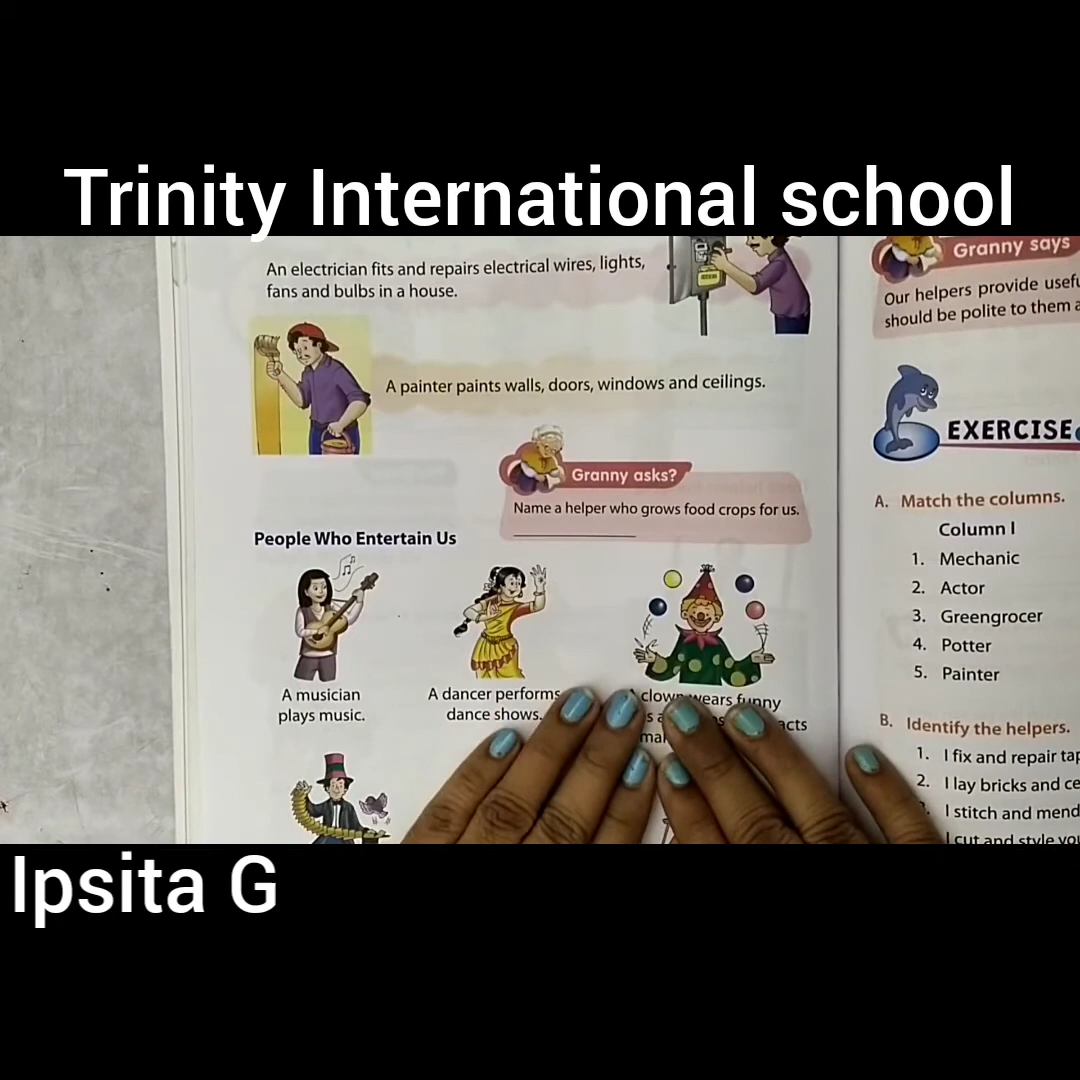 Trinity International school
An electrician fits and repairs electrical wires, lights,
fans and bulbs in a house.
A painter paints walls, doors, windows and ceilings.
Granny asks?
Name a helper who grows food crops for us.
People Who Entertain Us
A musician
plays music.
A dancer performs
dance shows.
clown wears funny
acts
Granny says
Our helpers provide
should be polite to them
EXERCISE
A. Match the columns.
Column I
1. Mechanic
2. Actor
3. Greengrocer
4. Potter
5. Painter
B. Identify the helpers.
1. I fix and repair
2. I lay bricks and
I stitch and mend
I cut and style
Ipsita G